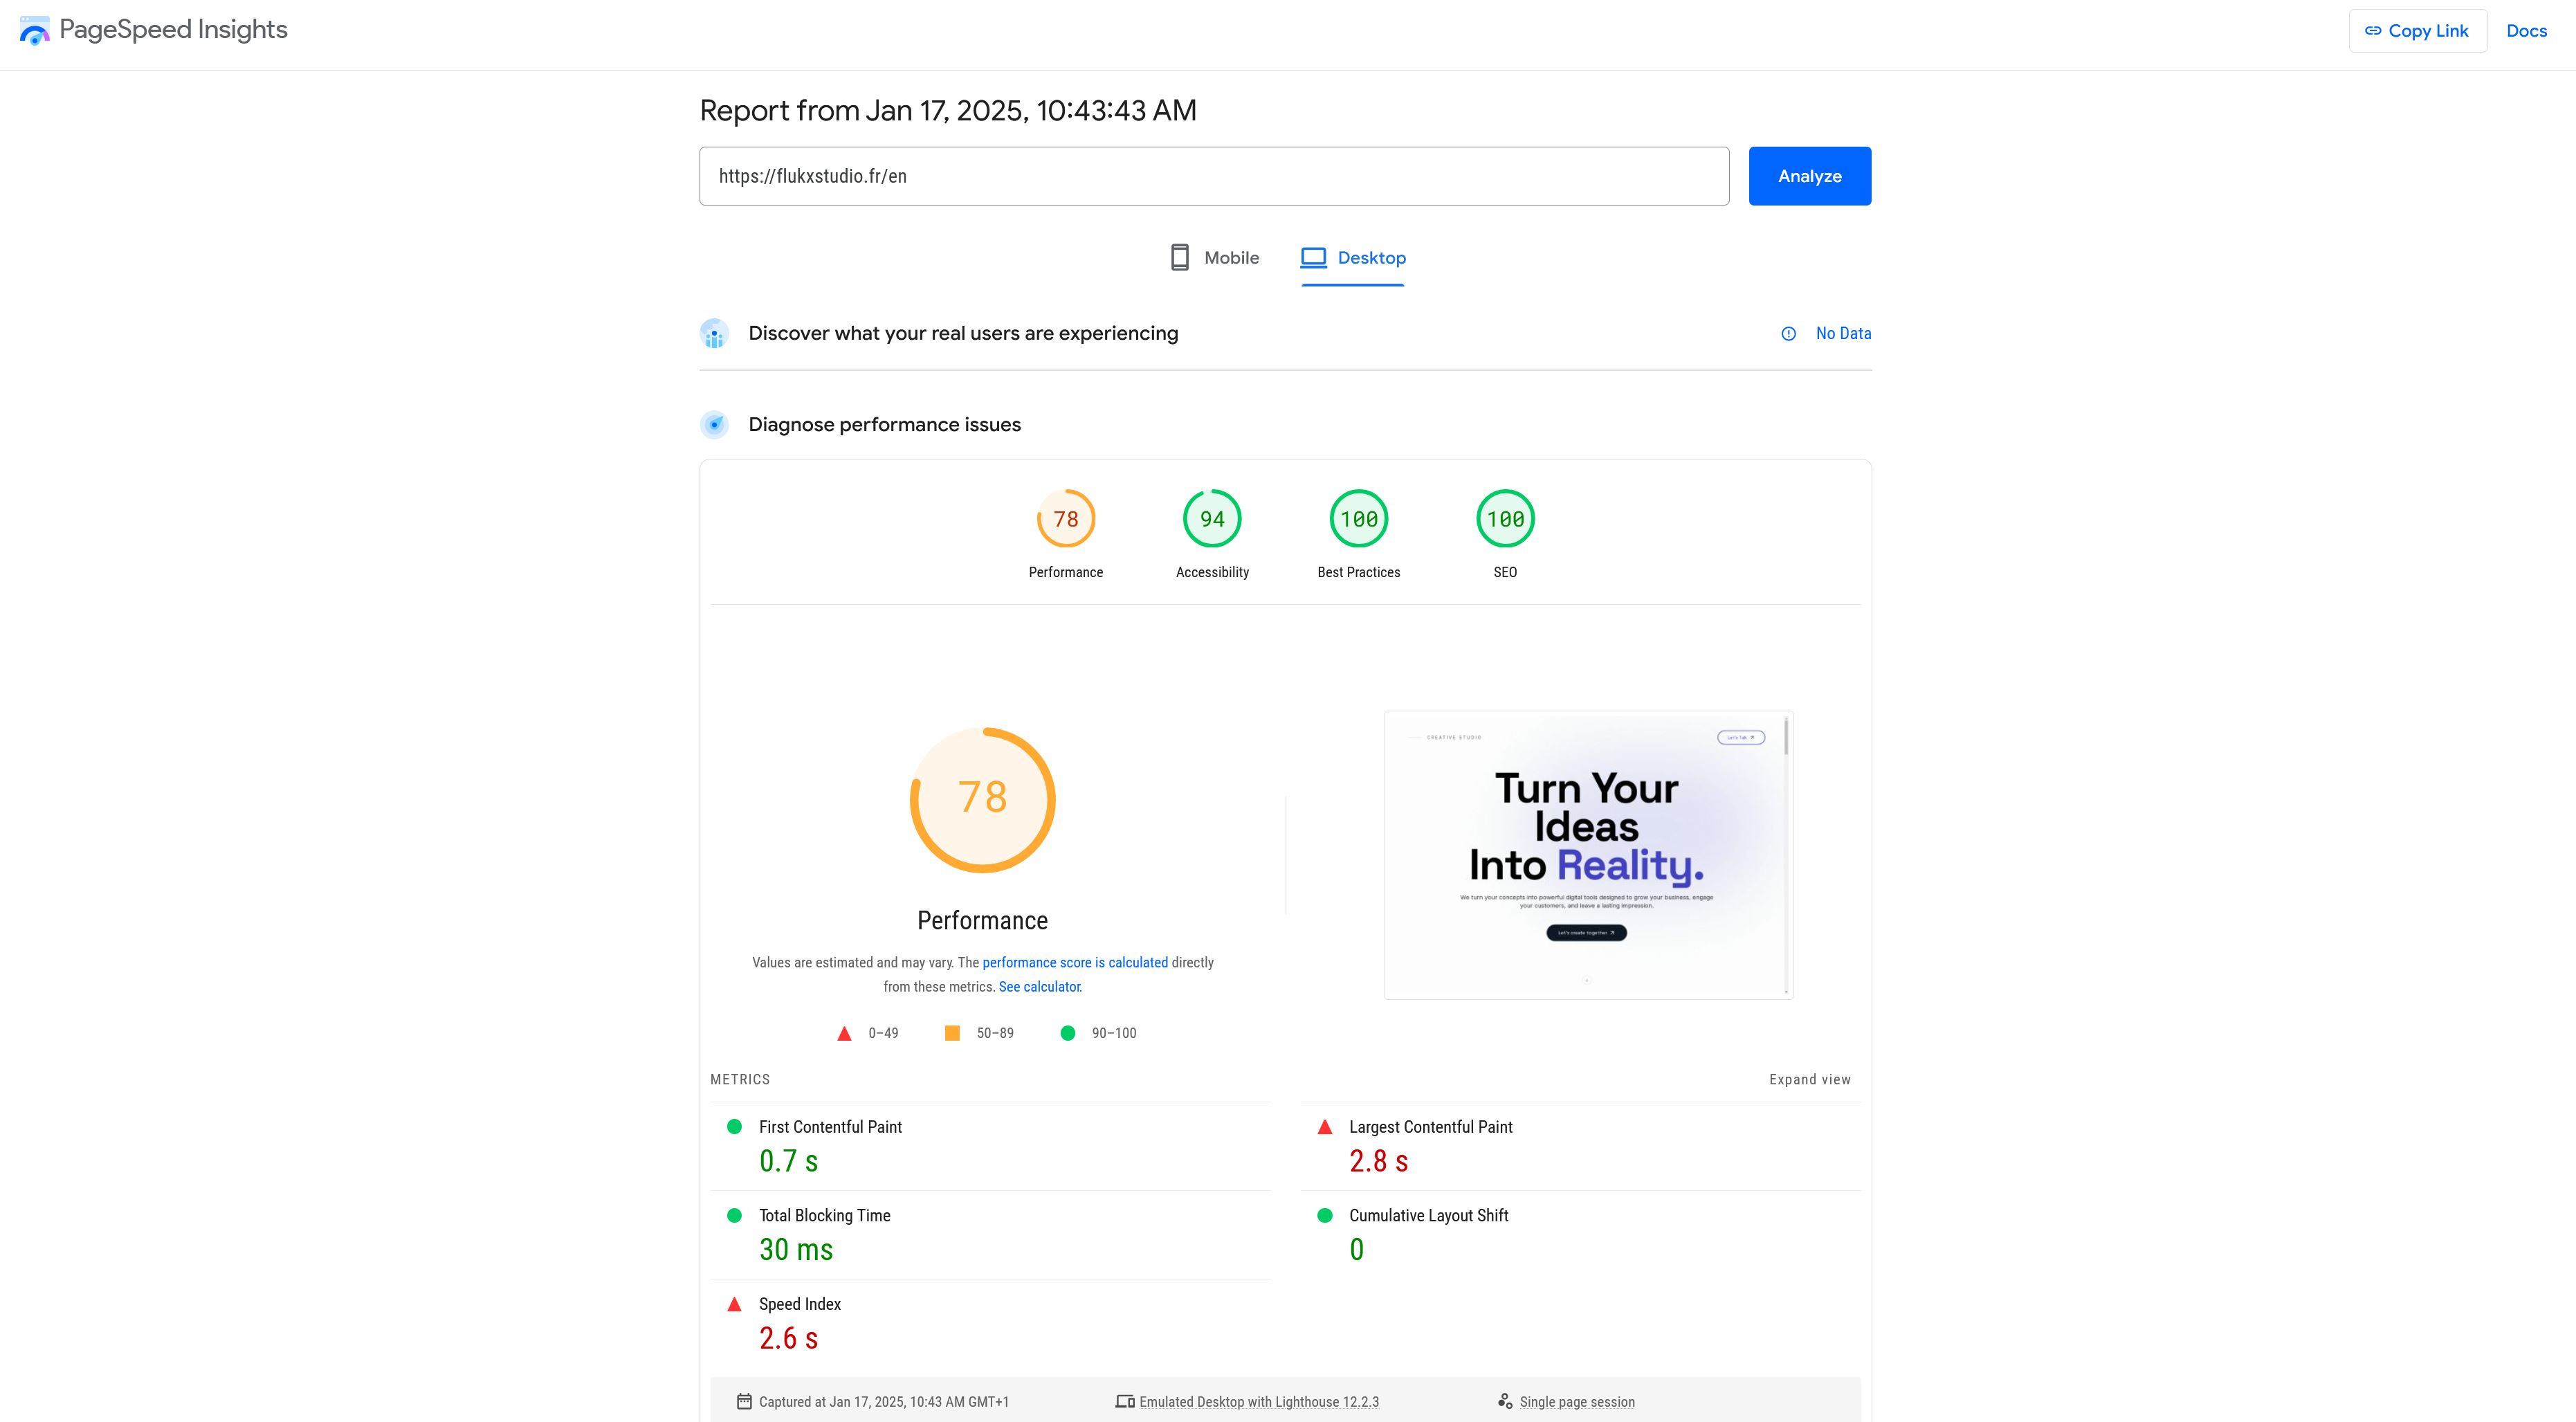 PageSpeed Insights
Copy Link
Docs
Report from Jan 17, 2025, 10:43:43 AM
https://flukxstudio.fr/en
Analyze
Mobile
Desktop
Discover what your real users are experiencing
No Data
Diagnose performance issues
78
94
100
100
Performance
Accessibility
Best Practices
SEO
78
Performance
Values are estimated and may vary. The performance score is calculated directly
from these metrics. See calculator.
0–49
50–89
90–100
CREATIVE STUDIO
Let's talk
Turn Your
Ideas
Into Reality.
We turn your concepts into powerful digital tools designed to grow your business, engage
your customers, and leave a lasting impression.
Let's create together
METRICS
Expand view
First Contentful Paint
0.7 s
Largest Contentful Paint
2.8 s
Total Blocking Time
30 ms
Cumulative Layout Shift
0
Speed Index
2.6 s
Captured at Jan 17, 2025, 10:43 AM GMT+1
Emulated Desktop with Lighthouse 12.2.3
Single page session